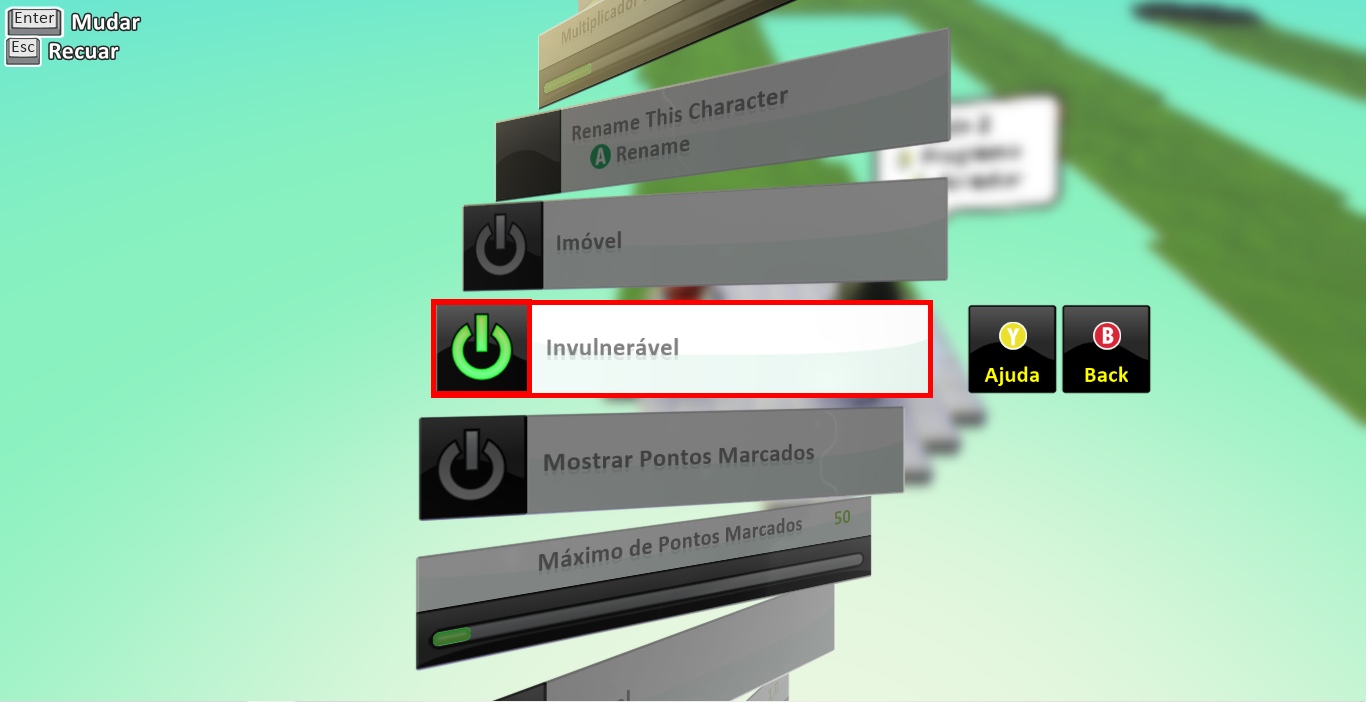 Enter Mudar
Esc Recuar
Multiplicador
Rename This Character
A Rename
Imóvel
Invulnerável
Y
Ajuda
B
Back
Mostrar Pontos Marcados
Máximo de Pontos Marcados 50